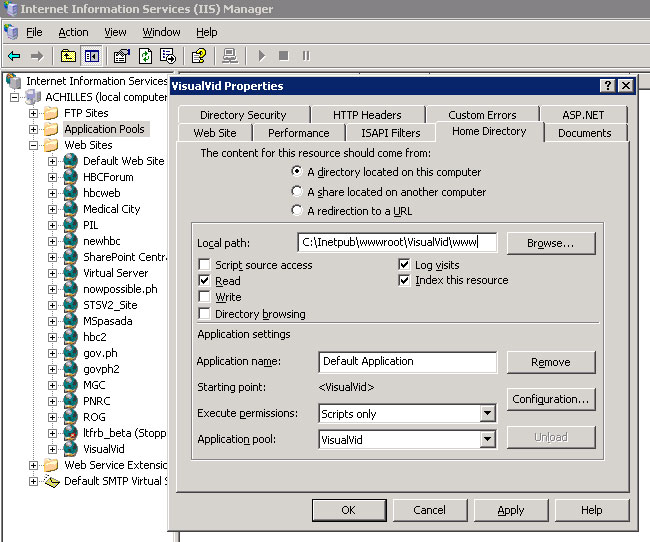 Internet Information Services (IIS) Manager
File Action View Window Help
Internet Information Services
ACHILLES (local computer
FTP Sites
Application Pools
Web Sites
Default Web Site
HBCForum
hbcweb
Medical City
PIL
newhbc
SharePoint Centra
Virtual Server
nowpossible.ph
STSV2_Site
MSpasada
hbc2
gov.ph
govph2
MGC
PNRC
ROG
ltfrb_beta (Stopp
VisualVid
Web Service Extension
Default SMTP Virtual S
VisualVid Properties
Directory Security HTTP Headers Custom Errors ASP.NET
Web Site Performance ISAPI Filters Home Directory Documents
The content for this resource should come from:
A directory located on this computer
A share located on another computer
A redirection to a URL
Local path: C:\Inetpub\wwwroot\VisualVid\www Browse...
Script source access Log visits
Read Index this resource
Write
Directory browsing
Application settings
Application name: Default Application Remove
Starting point: <VisualVid>
Configuration...
Execute permissions: Scripts only
Application pool: VisualVid Unload
OK Cancel Apply Help